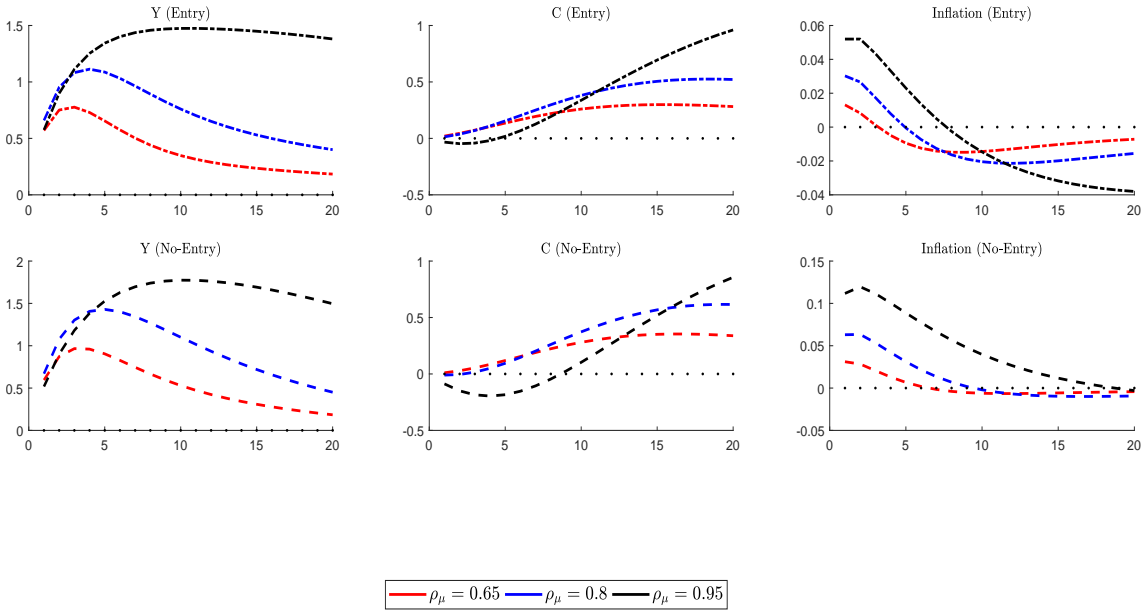 Y (Entry)
C (Entry)
Inflation (Entry)
1.5
1
0.5
0
0 5 10 15 20
1
0.5
0
-0.5
0 5 10 15 20
0.06
0.04
0.02
0
-0.02
-0.04
0 5 10 15 20
Y (No-Entry)
C (No-Entry)
Inflation (No-Entry)
2
1.5
1
0.5
0
0 5 10 15 20
1
0.5
0
-0.5
0 5 10 15 20
0.15
0.1
0.05
0
-0.05
0 5 10 15 20
ρμ = 0.65 ρμ = 0.8 ρμ = 0.95